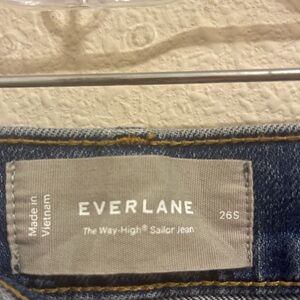 Made in
Vietnam
EVERLANE
The Way-High® Sailor Jean
26S